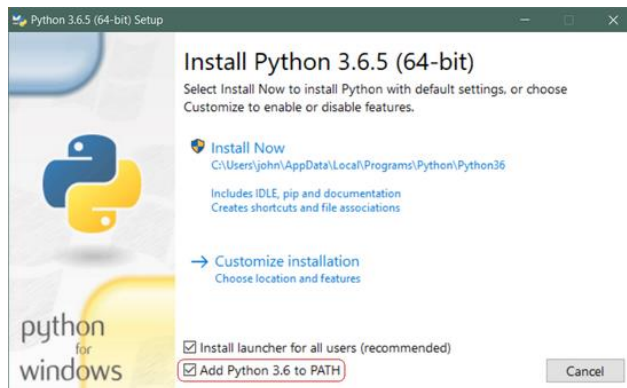 Python 3.6.5 (64-bit) Setup
Install Python 3.6.5 (64-bit)
Select Install Now to install Python with default settings, or choose
Customize to enable or disable features.
Install Now
C:\Users\john\AppData\Local\Programs\Python\Python36
Includes IDLE, pip and documentation
Creates shortcuts and file associations
Customize installation
Choose location and features
python
for
windows
Install launcher for all users (recommended)
Add Python 3.6 to PATH
Cancel